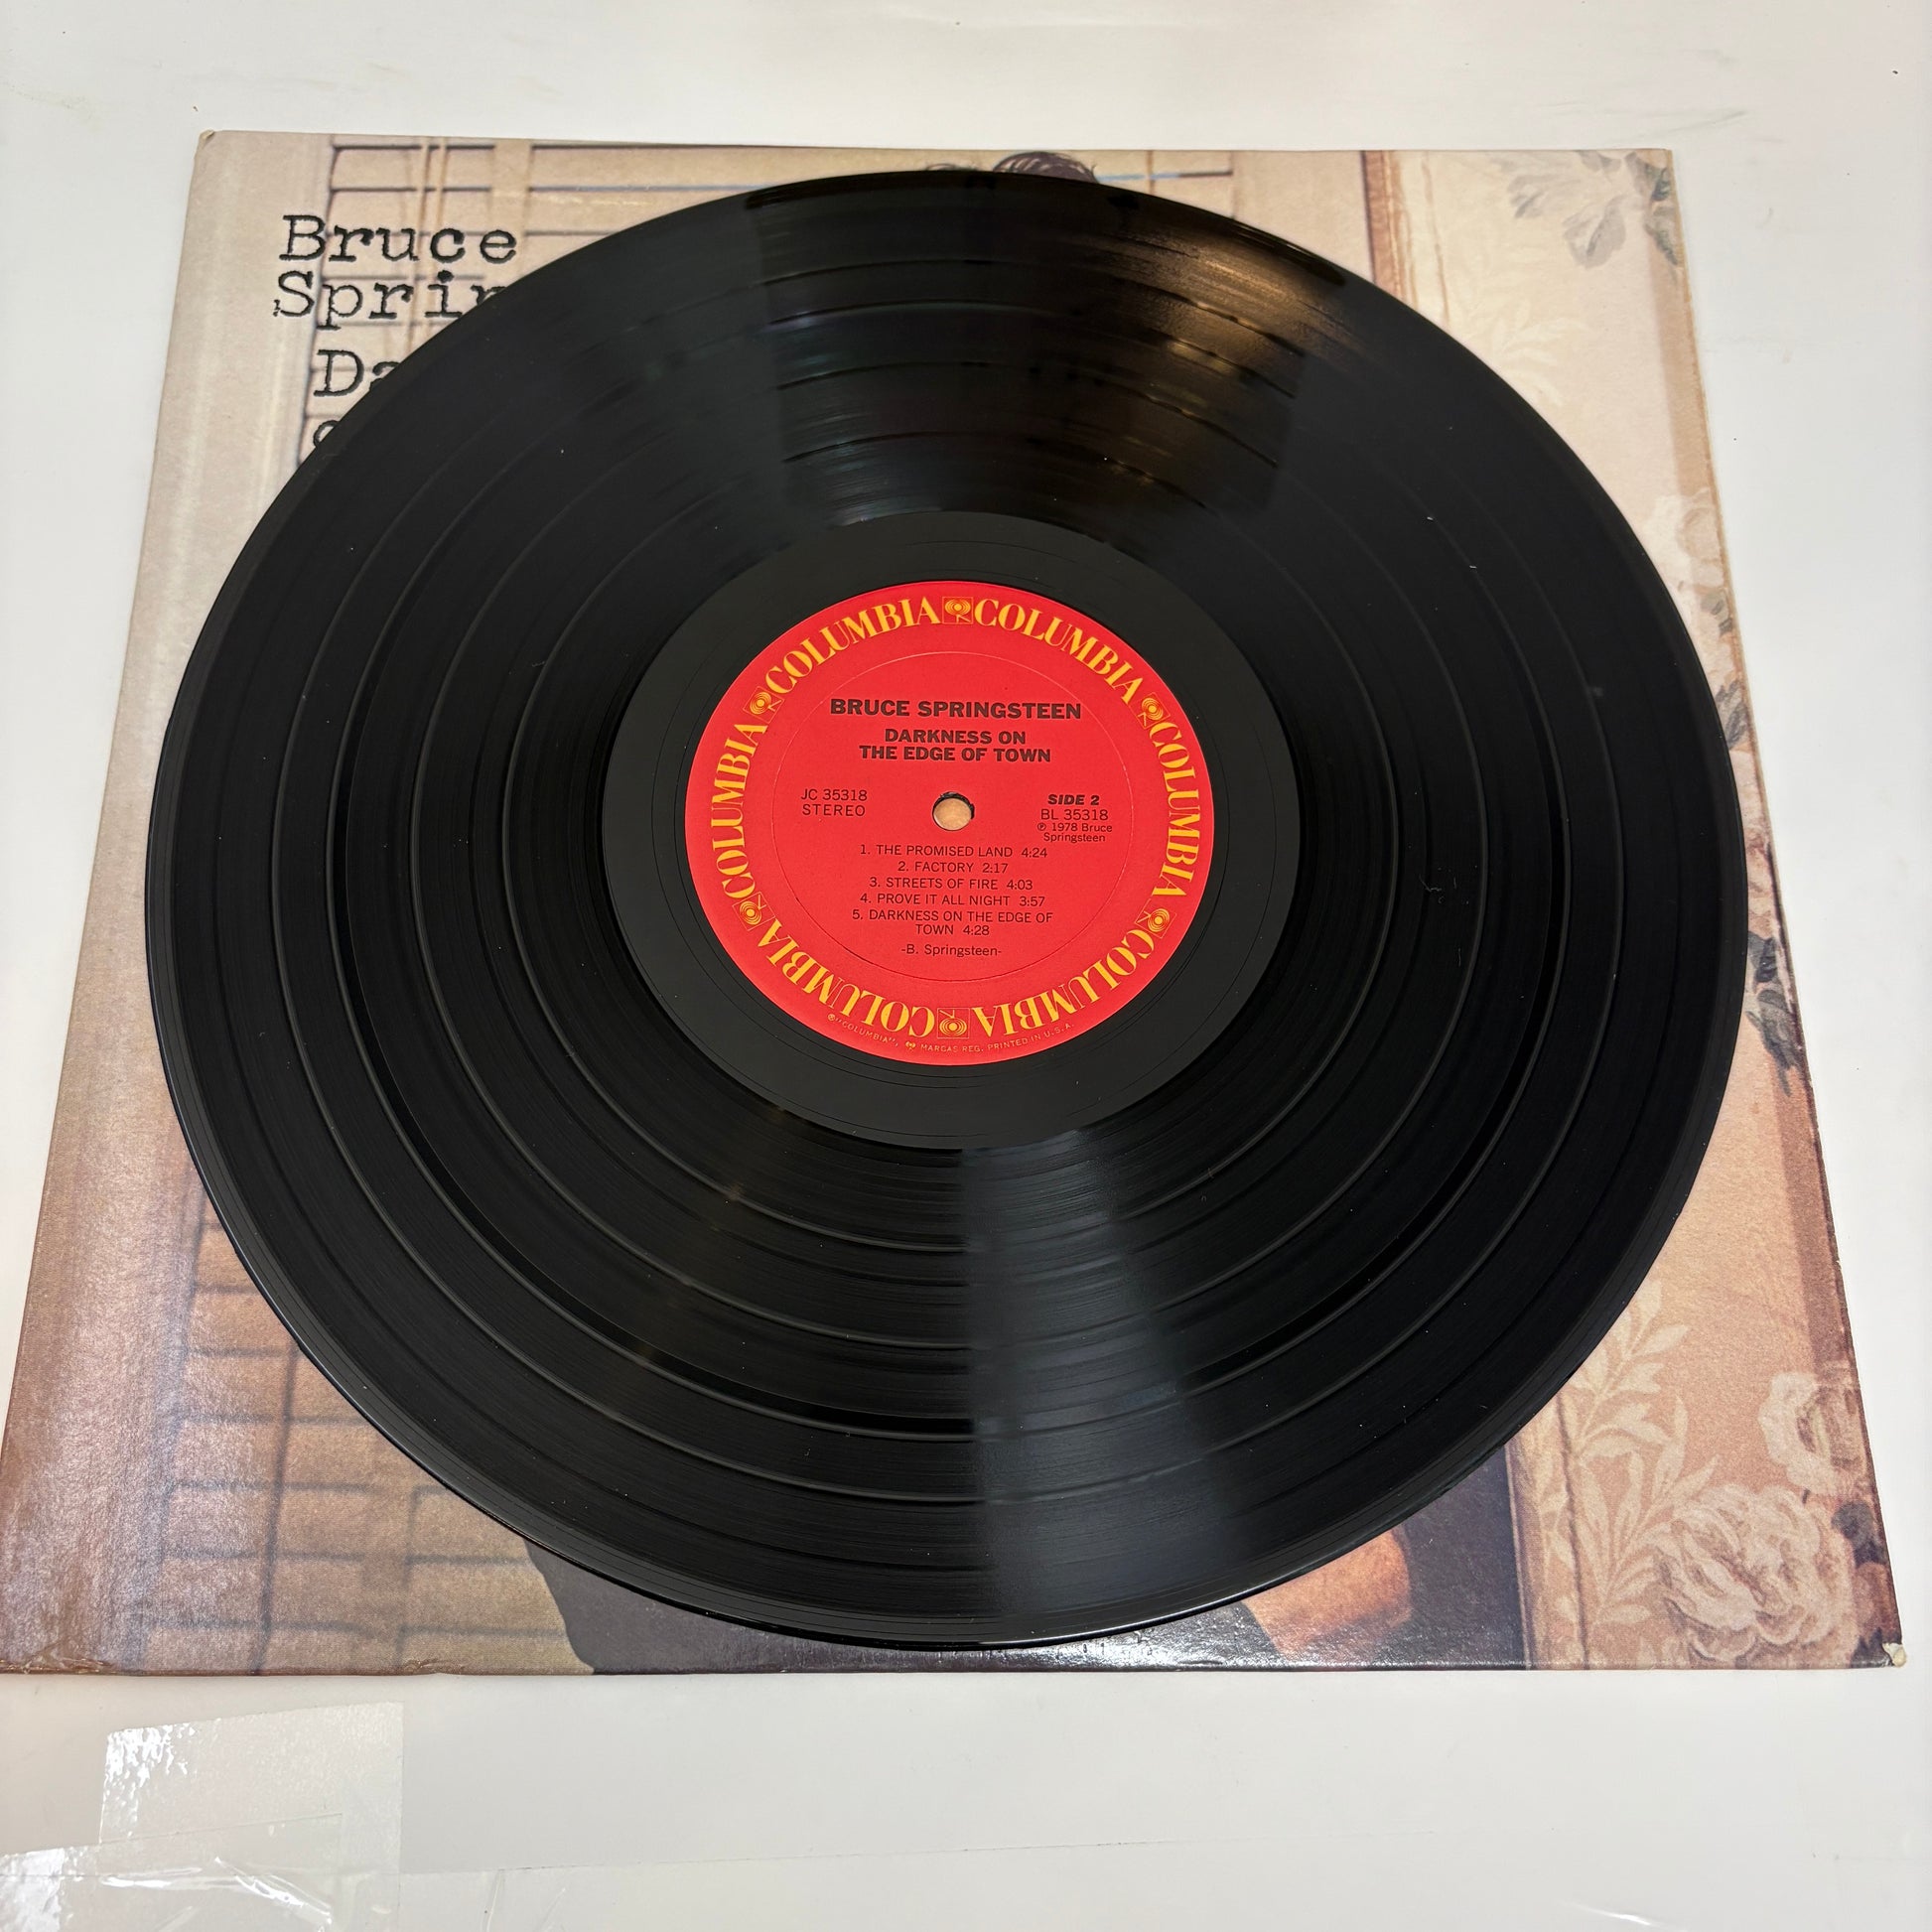 Bruce
Sprin
Da
COLUMBIA COLUMBIA COLUMBIA COLUMBIA COLUMBIA COLUMBIA
BRUCE SPRINGSTEEN
DARKNESS ON
THE EDGE OF TOWN
JC 35318
STEREO
SIDE 2
BL 35318
℗ 1978 Bruce
Springsteen
1. THE PROMISED LAND 4:24
2. FACTORY 2:17
3. STREETS OF FIRE 4:03
4. PROVE IT ALL NIGHT 3:57
5. DARKNESS ON THE EDGE OF
TOWN 4:28
-B. Springsteen-
®"COLUMBIA", MARCAS REG. PRINTED IN U.S.A.